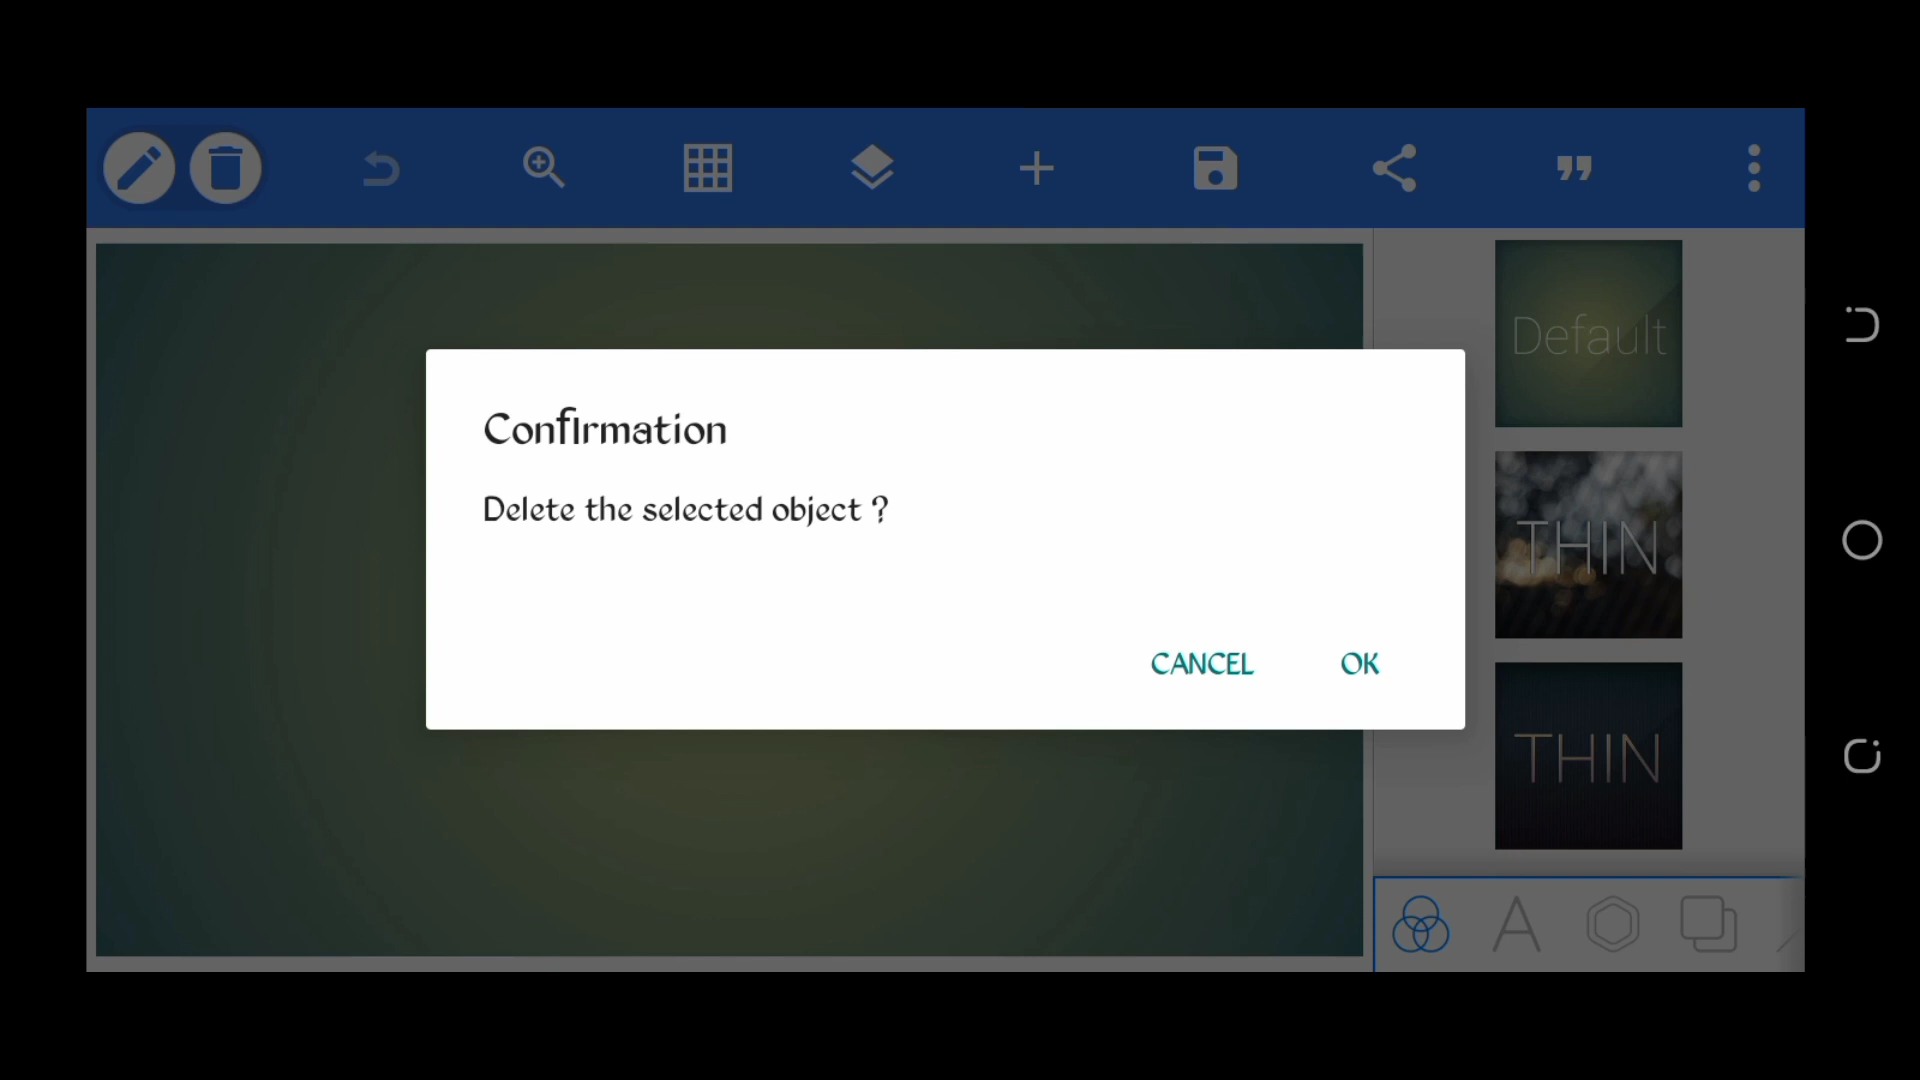 Confirmation
Delete the selected object ?
CANCEL
OK
Default
THIN
THIN